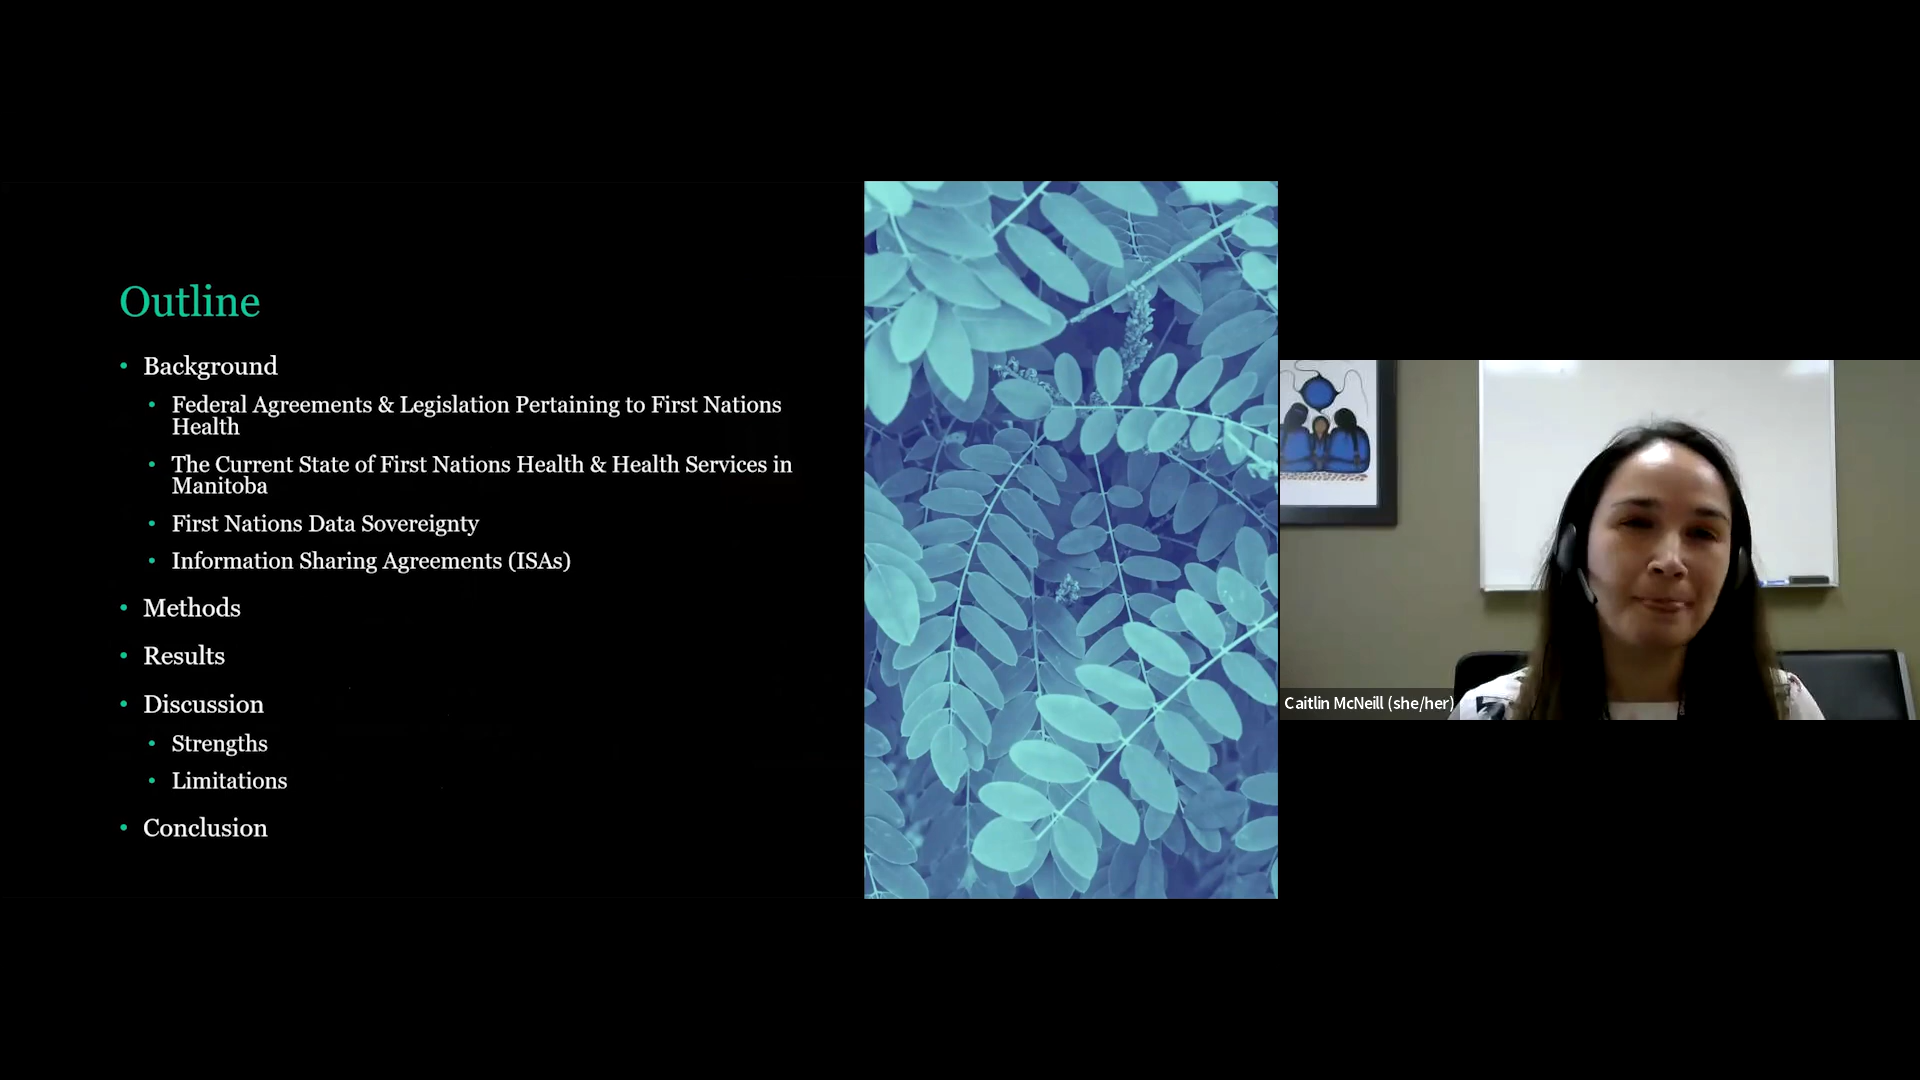 Outline
• Background
• Federal Agreements & Legislation Pertaining to First Nations
Health
• The Current State of First Nations Health & Health Services in
Manitoba
• First Nations Data Sovereignty
• Information Sharing Agreements (ISAs)
• Methods
• Results
• Discussion
• Strengths
• Limitations
• Conclusion
Caitlin McNeill (she/her)